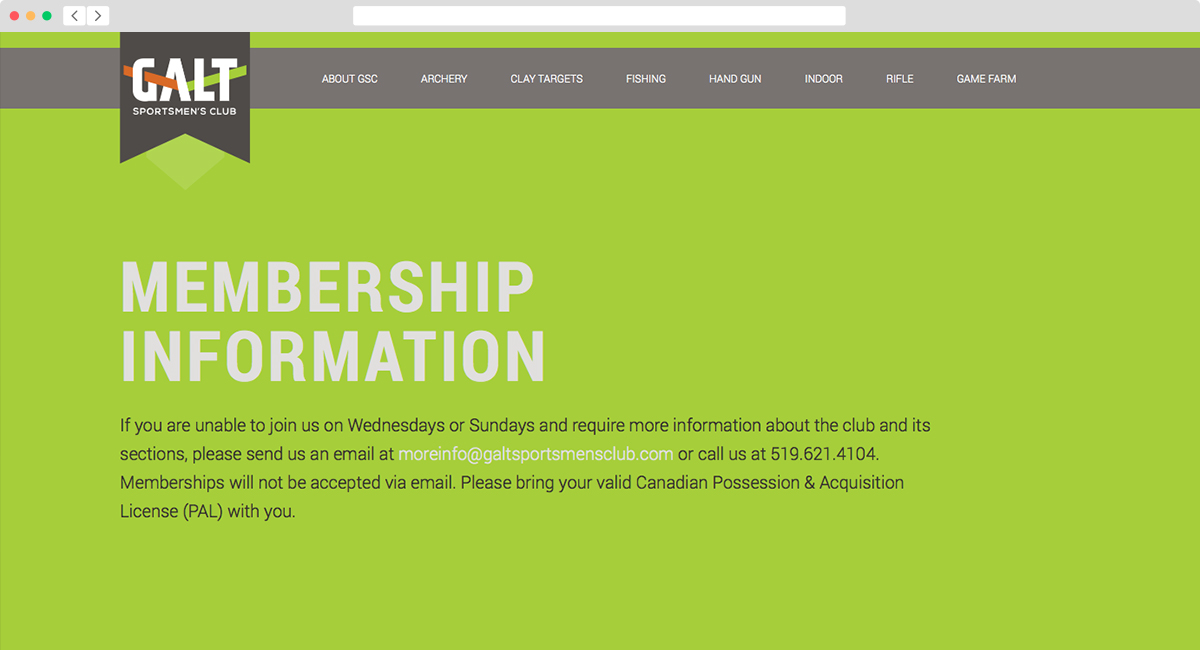 GALT
SPORTSMEN'S CLUB
ABOUT GSC ARCHERY CLAY TARGETS FISHING HAND GUN INDOOR RIFLE GAME FARM
MEMBERSHIP
INFORMATION
If you are unable to join us on Wednesdays or Sundays and require more information about the club and its
sections, please send us an email at moreinfo@galtsportsmensclub.com or call us at 519.621.4104.
Memberships will not be accepted via email. Please bring your valid Canadian Possession & Acquisition
License (PAL) with you.